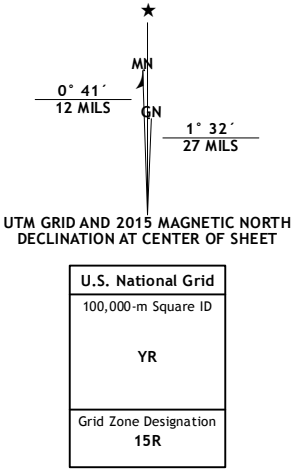 ★
MN
0° 41´
12 MILS
GN
1° 32´
27 MILS
UTM GRID AND 2015 MAGNETIC NORTH
DECLINATION AT CENTER OF SHEET
U.S. National Grid
100,000-m Square ID
YR
Grid Zone Designation
15R